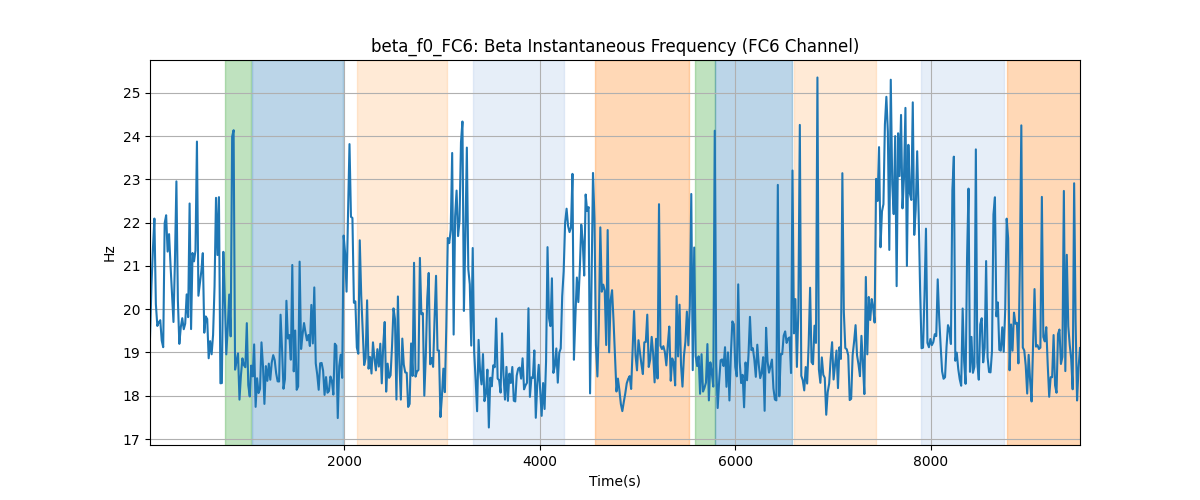 beta_f0_FC6: Beta Instantaneous Frequency (FC6 Channel)
25
24
23
22
21
20
19
18
17
Hz
2000 4000 6000 8000
Time(s)